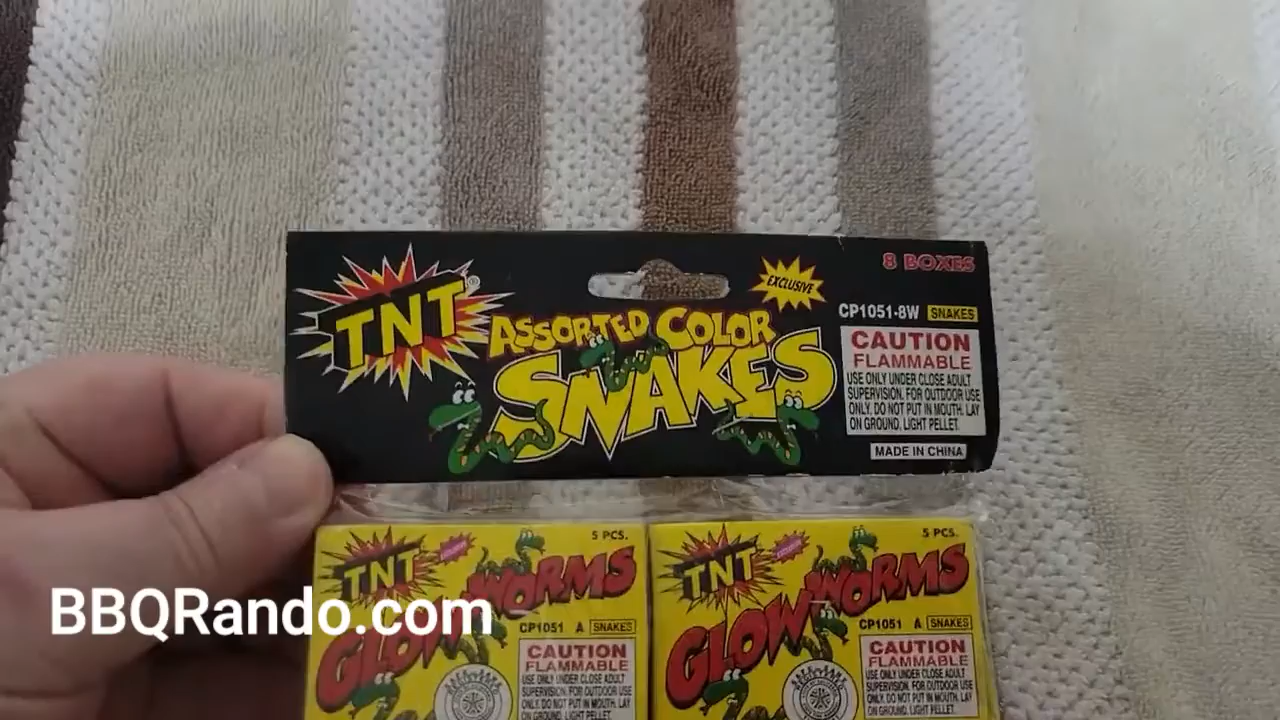 TNT®
ASSORTED COLOR
SNAKES
EXCLUSIVE
8 BOXES
CP1051-8W SNAKES
CAUTION
FLAMMABLE
USE ONLY UNDER CLOSE ADULT
SUPERVISION. FOR OUTDOOR USE
ONLY. DO NOT PUT IN MOUTH. LAY
ON GROUND, LIGHT PELLET.
MADE IN CHINA
TNT
5 PCS.
GLOW WORMS
CP1051 A SNAKES
CAUTION
FLAMMABLE
USE ONLY UNDER CLOSE ADULT
SUPERVISION. FOR OUTDOOR USE
ONLY. DO NOT PUT IN MOUTH. LAY
ON GROUND, LIGHT PELLET.
TNT
5 PCS.
GLOW WORMS
CP1051 A SNAKES
CAUTION
FLAMMABLE
USE ONLY UNDER CLOSE ADULT
SUPERVISION. FOR OUTDOOR USE
ONLY. DO NOT PUT IN MOUTH. LAY
ON GROUND, LIGHT PELLET.
BBQRando.com